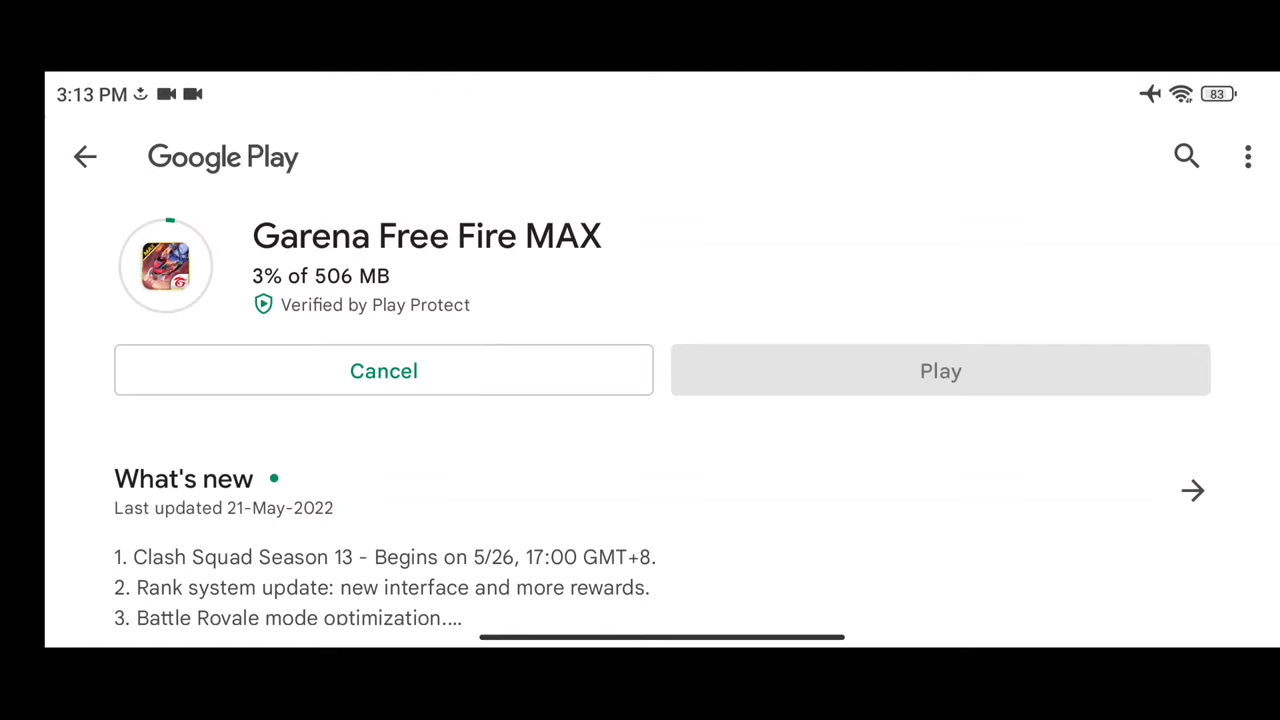 3:13 PM
83
Google Play
Garena Free Fire MAX
3% of 506 MB
Verified by Play Protect
Cancel
Play
What's new
Last updated 21-May-2022
1. Clash Squad Season 13 - Begins on 5/26, 17:00 GMT+8.
2. Rank system update: new interface and more rewards.
3. Battle Royale mode optimization....